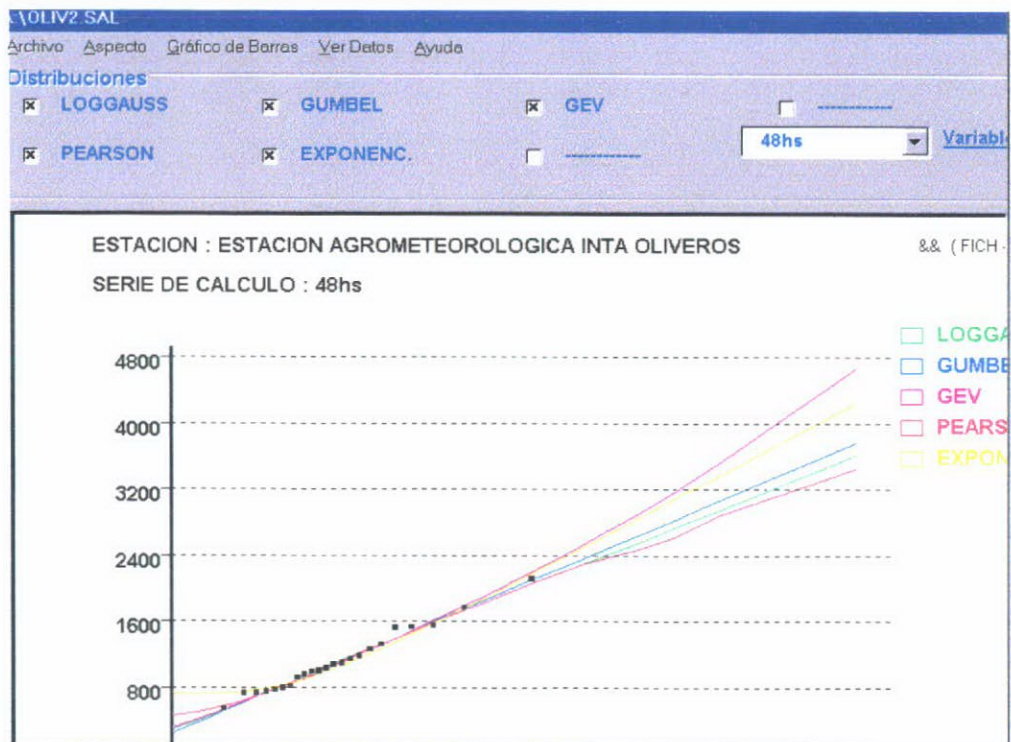 :\OLIV2.SAL
Archivo Aspecto Gráfico de Barras Ver Datos Ayuda
Distribuciones
LOGGAUSS GUMBEL GEV ------------
PEARSON EXPONENC. ------------ 48hs Variable
ESTACION : ESTACION AGROMETEOROLOGICA INTA OLIVEROS && ( FICH -
SERIE DE CALCULO : 48hs
LOGGA
GUMBE
GEV
PEARS
EXPON
4800
4000
3200
2400
1600
800